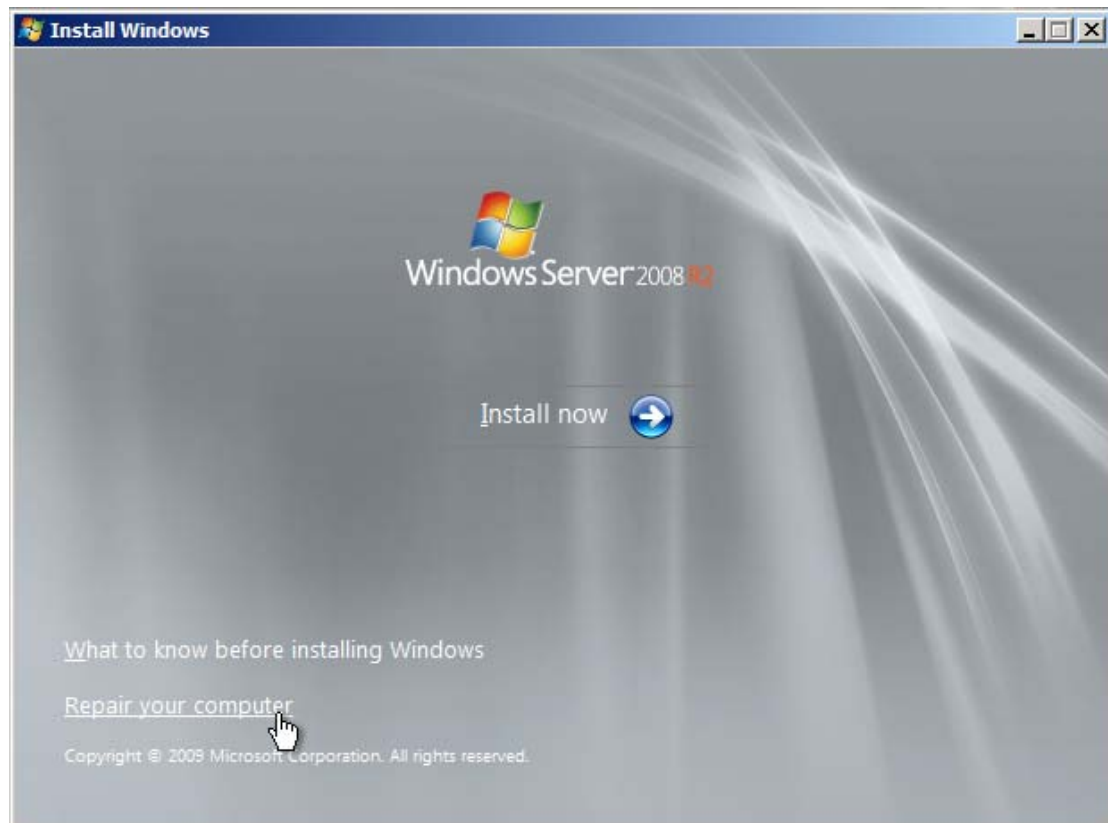 Install Windows
Windows Server 2008 R2
Install now
What to know before installing Windows
Repair your computer
Copyright © 2009 Microsoft Corporation. All rights reserved.